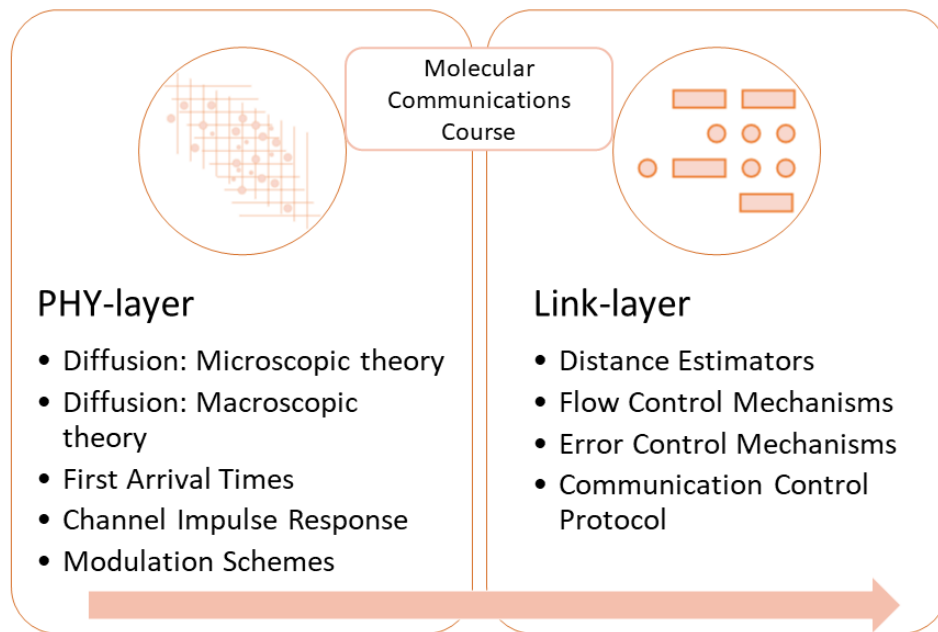 Molecular
Communications
Course
PHY-layer
• Diffusion: Microscopic theory
• Diffusion: Macroscopic
theory
• First Arrival Times
• Channel Impulse Response
• Modulation Schemes
Link-layer
• Distance Estimators
• Flow Control Mechanisms
• Error Control Mechanisms
• Communication Control
Protocol